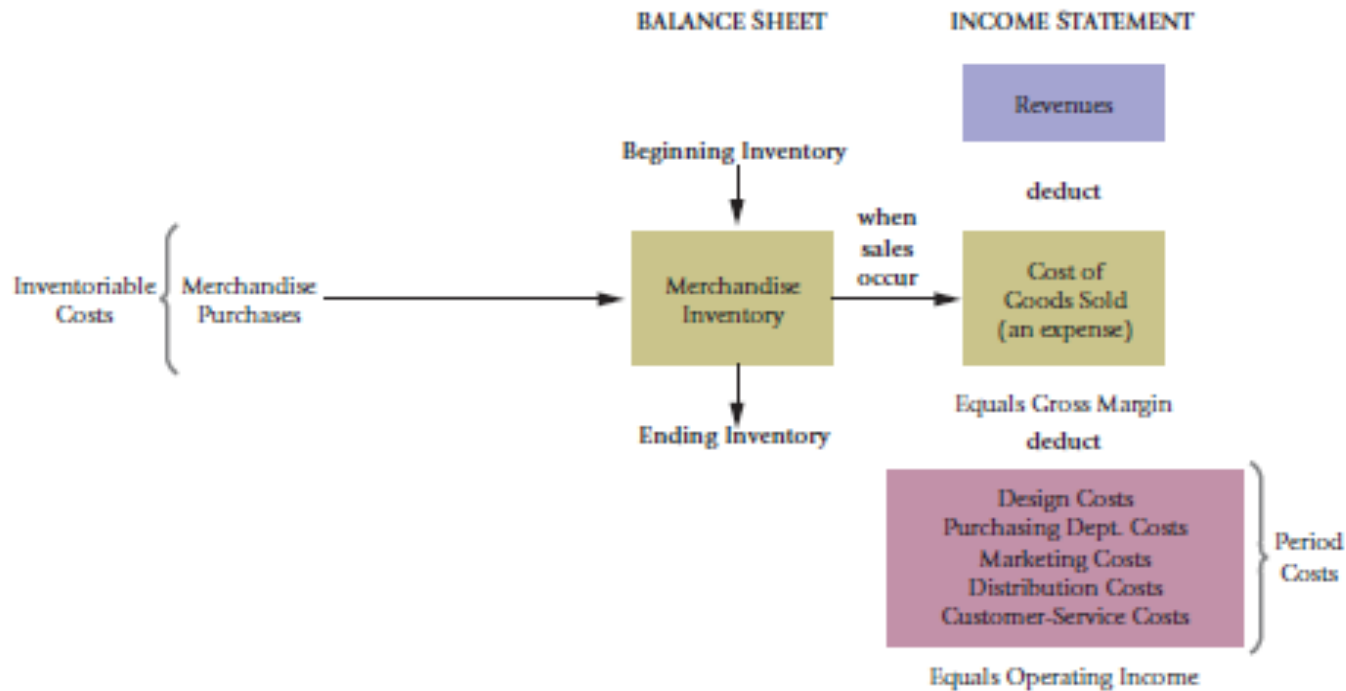 BALANCE SHEET
INCOME STATEMENT
Revenues
Beginning Inventory
deduct
when
sales
occur
Inventoriable
Costs
Merchandise
Purchases
Merchandise
Inventory
Cost of
Goods Sold
(an expense)
Equals Gross Margin
Ending Inventory
deduct
Design Costs
Purchasing Dept. Costs
Marketing Costs
Distribution Costs
Customer-Service Costs
Period
Costs
Equals Operating Income